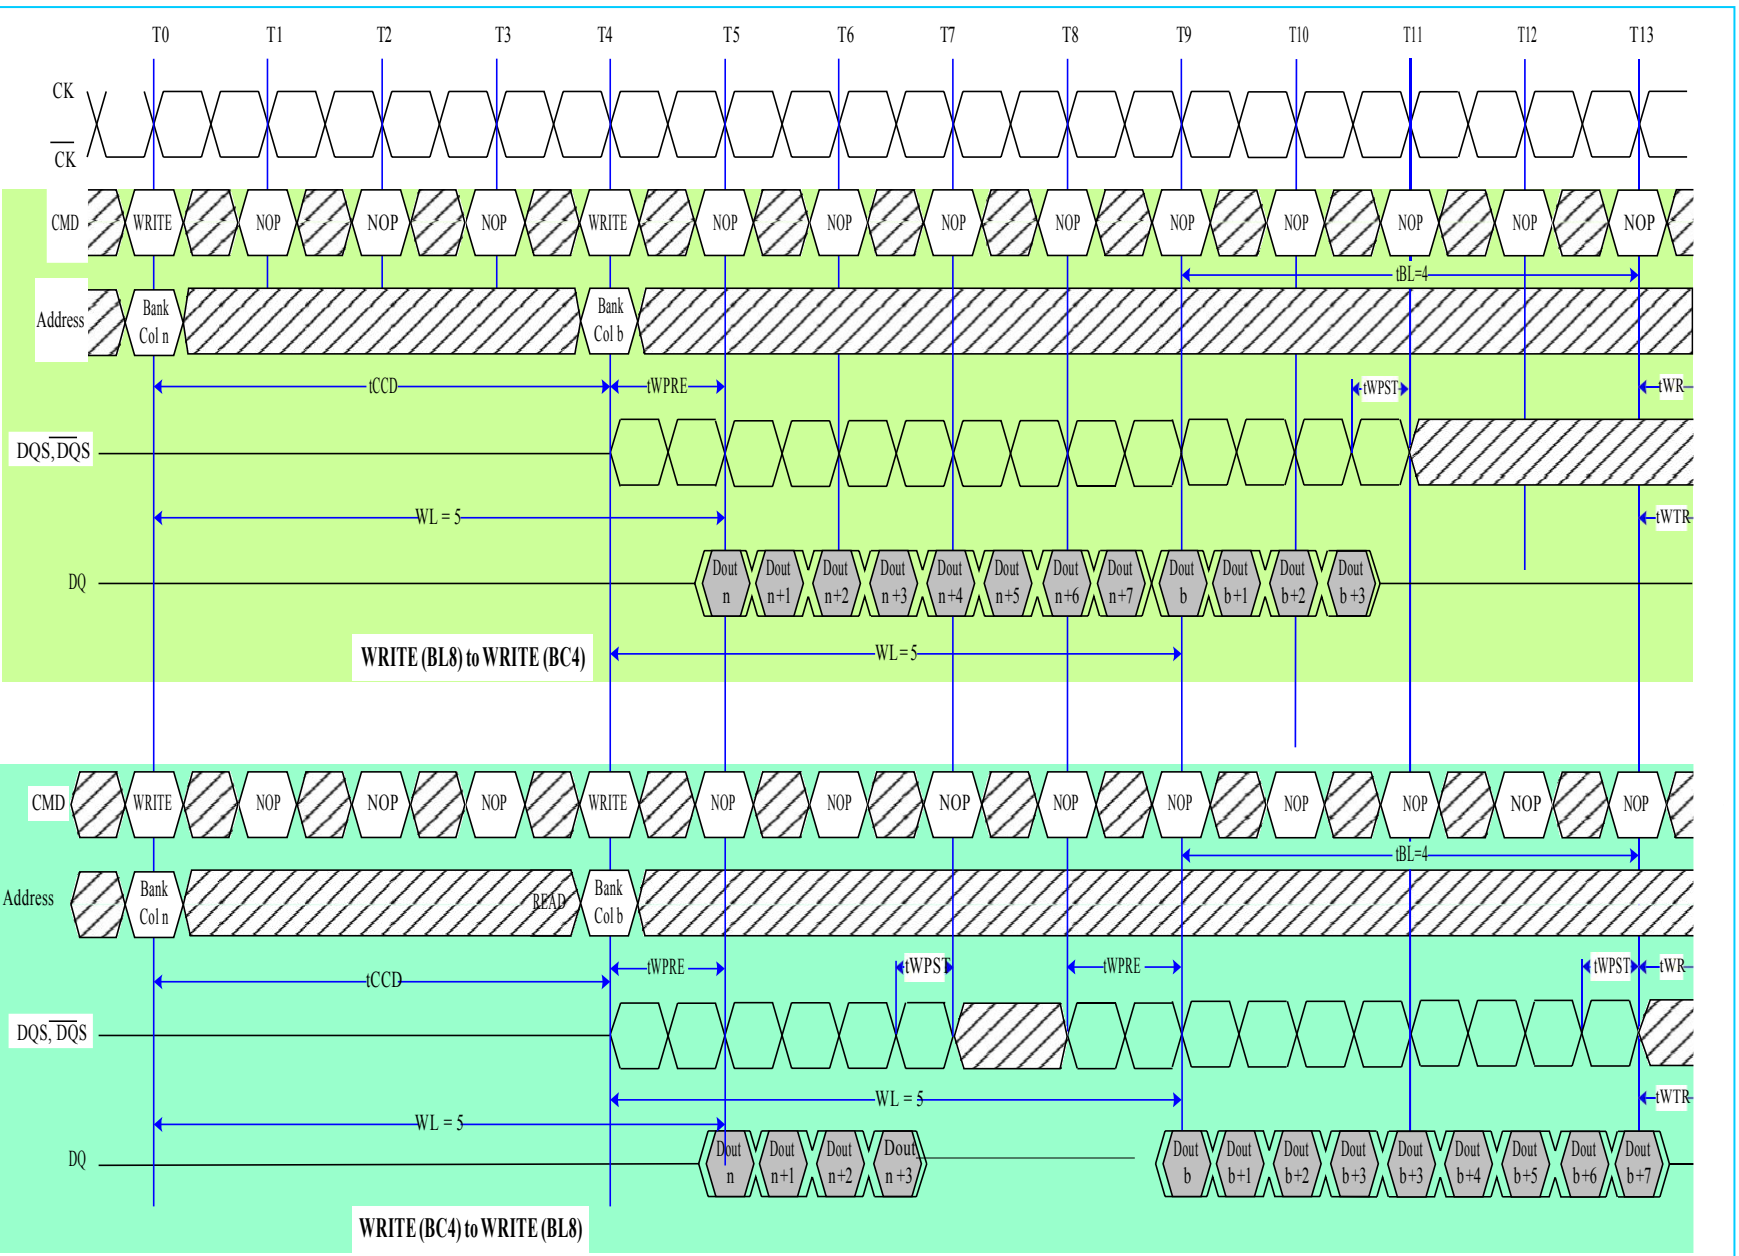 T0 T1 T2 T3 T4 T5 T6 T7 T8 T9 T10 T11 T12 T13
CK
CK
CMD WRITE NOP NOP NOP WRITE NOP NOP NOP NOP NOP NOP NOP NOP NOP
tBL=4
Address Bank Col n Bank Col b
tCCD tWPRE tWPST tWR
DQS, DQS
WL = 5 tWTR
DQ Dout n Dout n+1 Dout n+2 Dout n+3 Dout n+4 Dout n+5 Dout n+6 Dout n+7 Dout b Dout b+1 Dout b+2 Dout b+3
WL = 5
WRITE (BL8) to WRITE (BC4)
CMD WRITE NOP NOP NOP WRITE NOP NOP NOP NOP NOP NOP NOP NOP NOP
tBL=4
Address Bank Col n READ Bank Col b
tWPRE tWPST tWPRE tWPST tWR
tCCD
DQS, DQS
WL = 5 tWTR
WL = 5
DQ Dout n Dout n+1 Dout n+2 Dout n+3 Dout b Dout b+1 Dout b+2 Dout b+3 Dout b+3 Dout b+4 Dout b+5 Dout b+6 Dout b+7
WRITE (BC4) to WRITE (BL8)